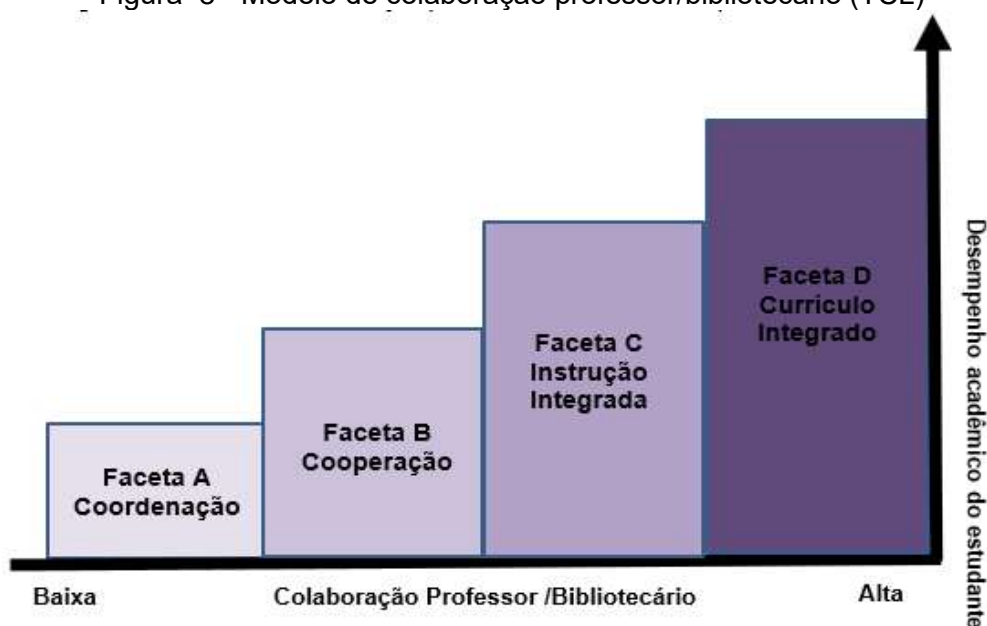 Modelo de colaboração professor/bibliotecário (TCL)
Faceta D
Currículo
Integrado
Faceta C
Instrução
Integrada
Faceta B
Cooperação
Faceta A
Coordenação
Desempenho acadêmico do estudante
Baixa
Colaboração Professor /Bibliotecário
Alta